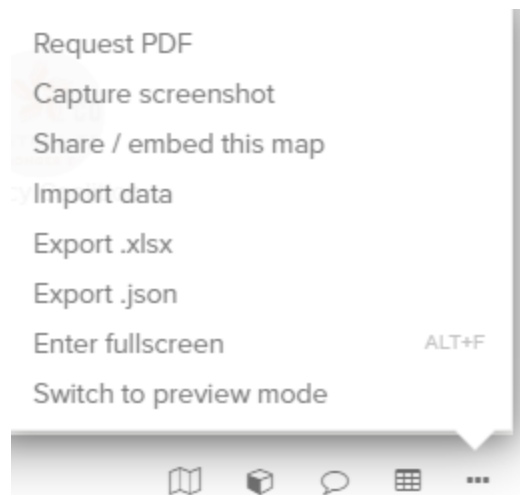 Request PDF
Capture screenshot
Share / embed this map
Import data
Export .xlsx
Export .json
Enter fullscreen ALT+F
Switch to preview mode